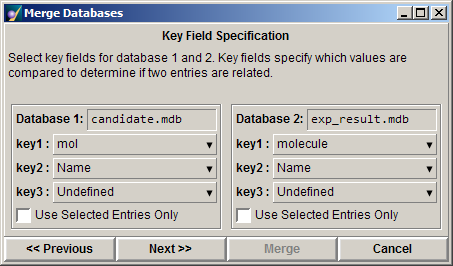 Merge Databases
Key Field Specification
Select key fields for database 1 and 2. Key fields specify which values are
compared to determine if two entries are related.
Database 1: candidate.mdb
key1 : mol
key2 : Name
key3 : Undefined
Use Selected Entries Only
Database 2: exp_result.mdb
key1 : molecule
key2 : Name
key3 : Undefined
Use Selected Entries Only
<< Previous Next >> Merge Cancel